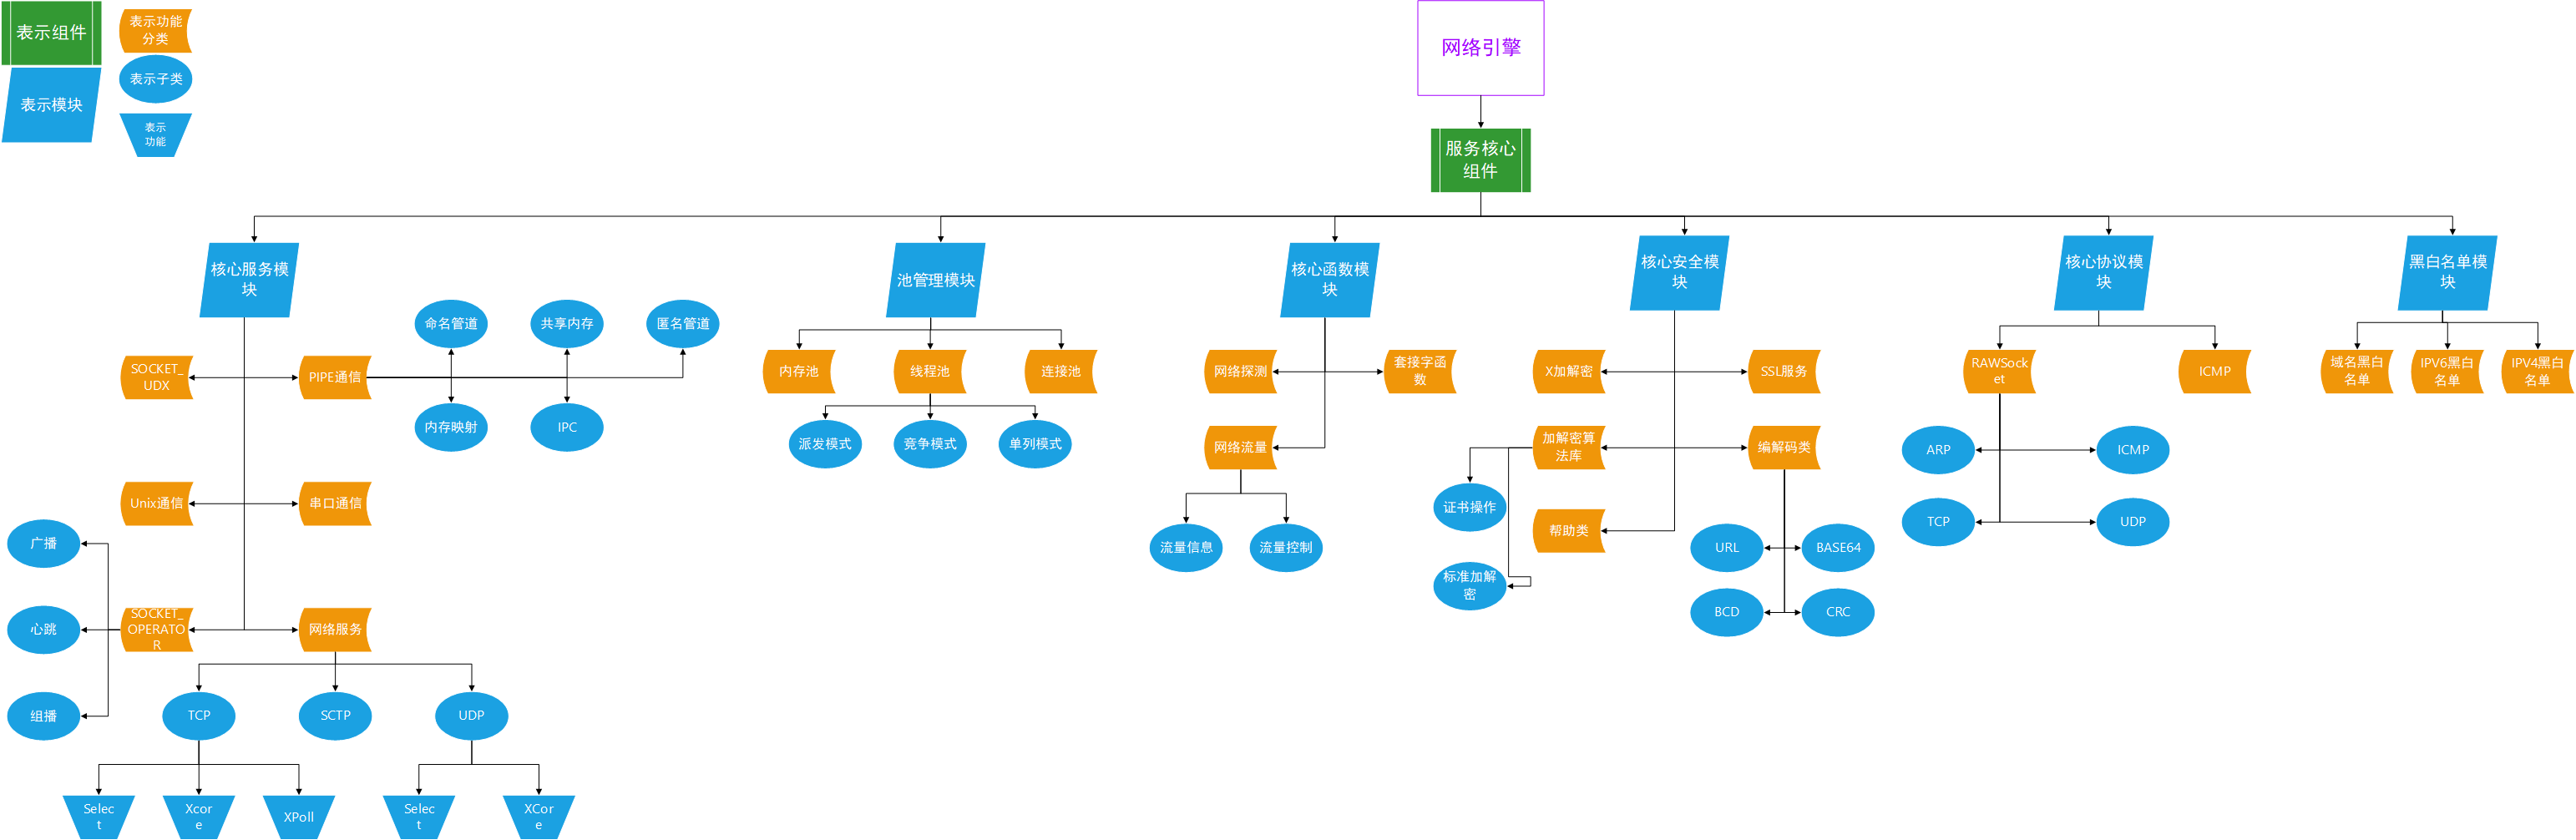 表示组件
表示功能
分类
表示子类
表示模块
表示
功能
网络引擎
服务核心
组件
核心服务模
块
池管理模块
核心函数模
块
核心安全模
块
核心协议模
块
黑白名单模
块
命名管道
共享内存
匿名管道
SOCKET_
UDX
PIPE通信
内存映射
IPC
内存池
线程池
连接池
派发模式
竞争模式
单列模式
网络探测
套接字函
数
网络流量
流量信息
流量控制
X加解密
SSL服务
加解密算
法库
编解码类
证书操作
帮助类
标准加解
密
URL
BASE64
BCD
CRC
RAWSock
et
ICMP
ARP
ICMP
TCP
UDP
域名黑白
名单
IPV6黑白
名单
IPV4黑白
名单
Unix通信
串口通信
广播
心跳
组播
SOCKET_
OPERATO
R
网络服务
TCP
SCTP
UDP
Selec
t
Xcor
e
XPoll
Selec
t
XCor
e